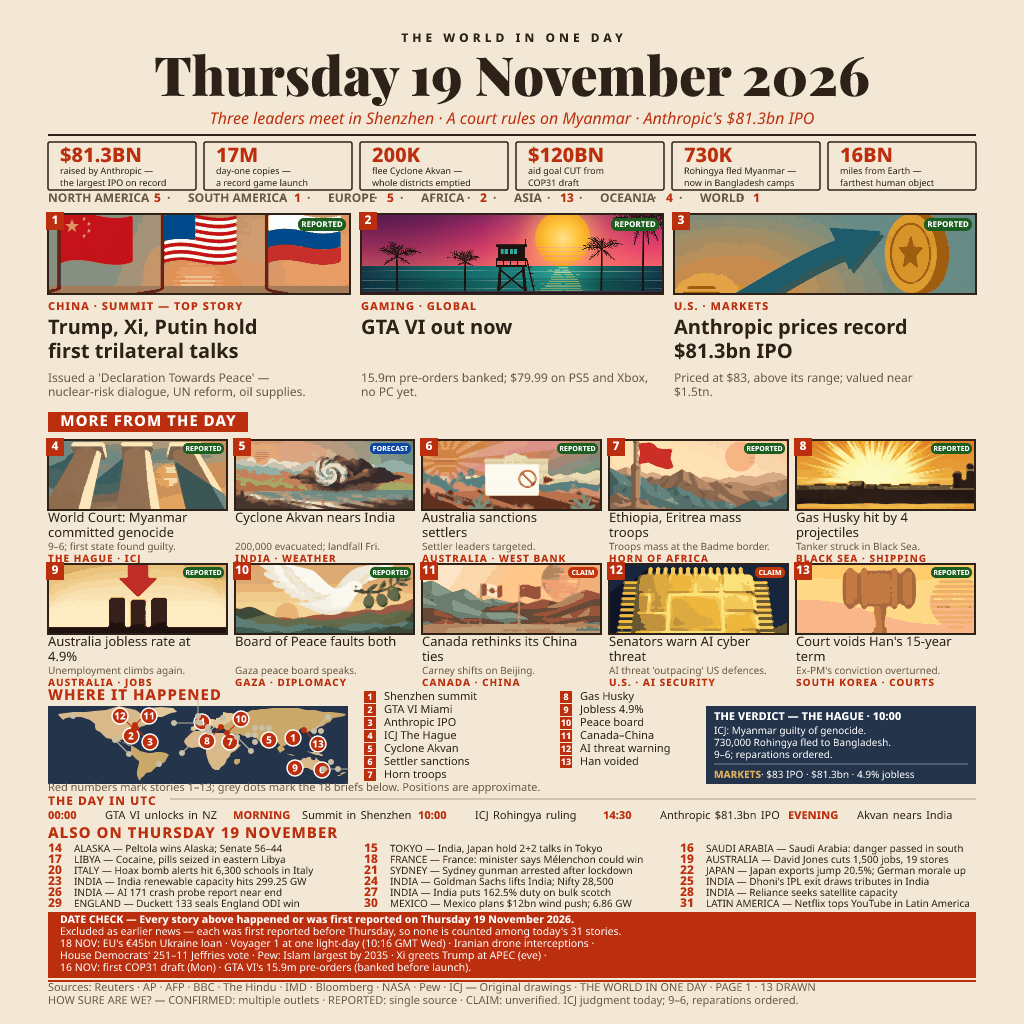 THE WORLD IN ONE DAY
Thursday 19 November 2026
Three leaders meet in Shenzhen · A court rules on Myanmar · Anthropic's $81.3bn IPO
$81.3BN
raised by Anthropic —
the largest IPO on record
17M
day-one copies —
a record game launch
200K
flee Cyclone Akvan —
whole districts emptied
$120BN
aid goal CUT from
COP31 draft
730K
Rohingya fled Myanmar —
now in Bangladesh camps
16BN
miles from Earth —
farthest human object
NORTH AMERICA 5 · SOUTH AMERICA 1 · EUROPE· 5 · AFRICA· 2 · ASIA · 13 · OCEANIA· 4 · WORLD 1
1
REPORTED
2
REPORTED
3
REPORTED
CHINA · SUMMIT — TOP STORY
Trump, Xi, Putin hold
first trilateral talks
Issued a 'Declaration Towards Peace' —
nuclear-risk dialogue, UN reform, oil supplies.
GAMING · GLOBAL
GTA VI out now
15.9m pre-orders banked; $79.99 on PS5 and Xbox,
no PC yet.
U.S. · MARKETS
Anthropic prices record
$81.3bn IPO
Priced at $83, above its range; valued near
$1.5tn.
MORE FROM THE DAY
4
REPORTED
World Court: Myanmar
committed genocide
9–6; first state found guilty.
THE HAGUE · ICJ
5
FORECAST
Cyclone Akvan nears India
200,000 evacuated; landfall Fri.
INDIA · WEATHER
6
REPORTED
Australia sanctions
settlers
Settler leaders targeted.
AUSTRALIA · WEST BANK
7
REPORTED
Ethiopia, Eritrea mass
troops
Troops mass at the Badme border.
HORN OF AFRICA
8
REPORTED
Gas Husky hit by 4
projectiles
Tanker struck in Black Sea.
BLACK SEA · SHIPPING
9
REPORTED
Australia jobless rate at
4.9%
Unemployment climbs again.
AUSTRALIA · JOBS
10
REPORTED
Board of Peace faults both
Gaza peace board speaks.
GAZA · DIPLOMACY
11
CLAIM
Canada rethinks its China
ties
Carney shifts on Beijing.
CANADA · CHINA
12
CLAIM
Senators warn AI cyber
threat
AI threat 'outpacing' US defences.
U.S. · AI SECURITY
13
REPORTED
Court voids Han's 15-year
term
Ex-PM's conviction overturned.
SOUTH KOREA · COURTS
WHERE IT HAPPENED
12 11 4 10
2 3 8 7 5 1 13
9 6
1 Shenzhen summit
2 GTA VI Miami
3 Anthropic IPO
4 ICJ The Hague
5 Cyclone Akvan
6 Settler sanctions
7 Horn troops
8 Gas Husky
9 Jobless 4.9%
10 Peace board
11 Canada–China
12 AI threat warning
13 Han voided
THE VERDICT — THE HAGUE · 10:00
ICJ: Myanmar guilty of genocide.
730,000 Rohingya fled to Bangladesh.
9–6; reparations ordered.
MARKETS· $83 IPO · $81.3bn · 4.9% jobless
Red numbers mark stories 1–13; grey dots mark the 18 briefs below. Positions are approximate.
THE DAY IN UTC
00:00 GTA VI unlocks in NZ MORNING Summit in Shenzhen 10:00 ICJ Rohingya ruling 14:30 Anthropic $81.3bn IPO EVENING Akvan nears India
ALSO ON THURSDAY 19 NOVEMBER
14 ALASKA — Peltola wins Alaska; Senate 56–44
15 TOKYO — India, Japan hold 2+2 talks in Tokyo
16 SAUDI ARABIA — Saudi Arabia: danger passed in south
17 LIBYA — Cocaine, pills seized in eastern Libya
18 FRANCE — France: minister says Mélenchon could win
19 AUSTRALIA — David Jones cuts 1,500 jobs, 19 stores
20 ITALY — Hoax bomb alerts hit 6,300 schools in Italy
21 SYDNEY — Sydney gunman arrested after lockdown
22 JAPAN — Japan exports jump 20.5%; German morale up
23 INDIA — India renewable capacity hits 299.25 GW
24 INDIA — Goldman Sachs lifts India; Nifty 28,500
25 INDIA — Dhoni's IPL exit draws tributes in India
26 INDIA — AI 171 crash probe report near end
27 INDIA — India puts 162.5% duty on bulk scotch
28 INDIA — Reliance seeks satellite capacity
29 ENGLAND — Duckett 133 seals England ODI win
30 MEXICO — Mexico plans $12bn wind push; 6.86 GW
31 LATIN AMERICA — Netflix tops YouTube in Latin America
DATE CHECK — Every story above happened or was first reported on Thursday 19 November 2026.
Excluded as earlier news — each was first reported before Thursday, so none is counted among today's 31 stories.
18 NOV: EU's €45bn Ukraine loan · Voyager 1 at one light-day (10:16 GMT Wed) · Iranian drone interceptions ·
House Democrats' 251–11 Jeffries vote · Pew: Islam largest by 2035 · Xi greets Trump at APEC (eve) ·
16 NOV: first COP31 draft (Mon) · GTA VI's 15.9m pre-orders (banked before launch).
Sources: Reuters · AP · AFP · BBC · The Hindu · IMD · Bloomberg · NASA · Pew · ICJ — Original drawings · THE WORLD IN ONE DAY · PAGE 1 · 13 DRAWN
HOW SURE ARE WE? — CONFIRMED: multiple outlets · REPORTED: single source · CLAIM: unverified. ICJ judgment today; 9–6, reparations ordered.